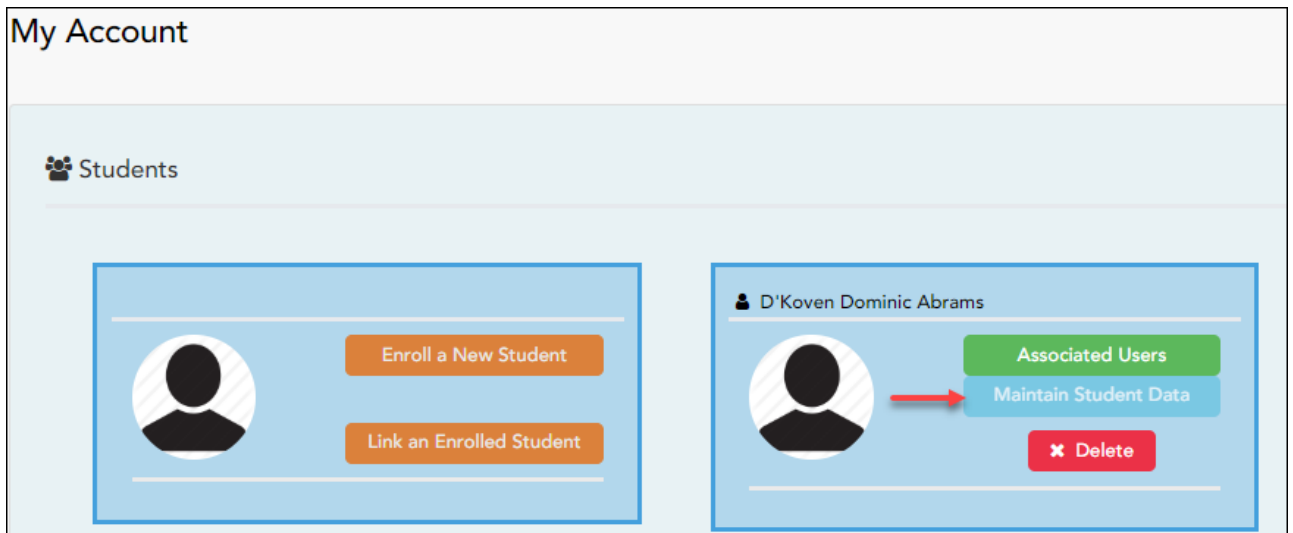 My Account
Students
Enroll a New Student
Link an Enrolled Student
D'Koven Dominic Abrams
Associated Users
Maintain Student Data
✖ Delete